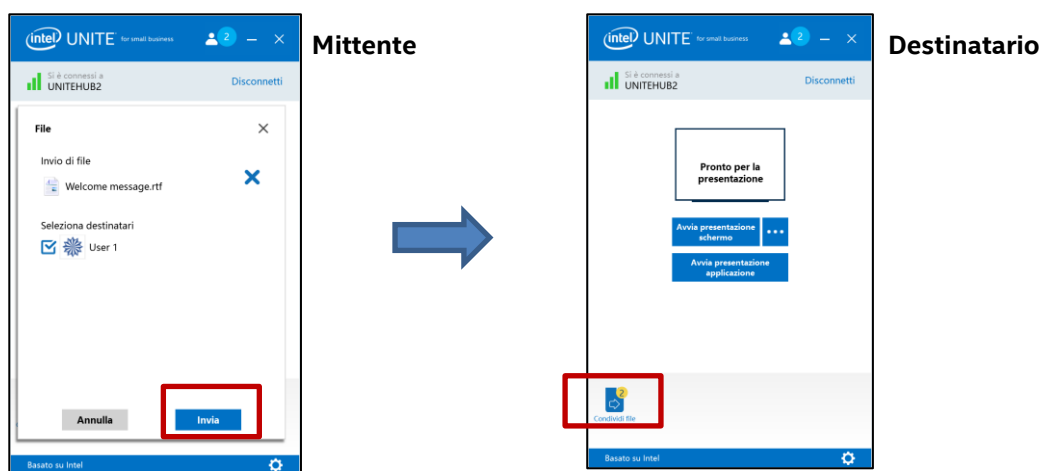 intel UNITE for small business 2
Si è connessi a
UNITEHUB2
Disconnetti
File
Invio di file
Welcome message.rtf
Seleziona destinatari
User 1
Annulla
Invia
Basato su Intel
Mittente
intel UNITE for small business 2
Si è connessi a
UNITEHUB2
Disconnetti
Pronto per la
presentazione
Avvia presentazione
schermo
Avvia presentazione
applicazione
2
Condividi file
Basato su Intel
Destinatario